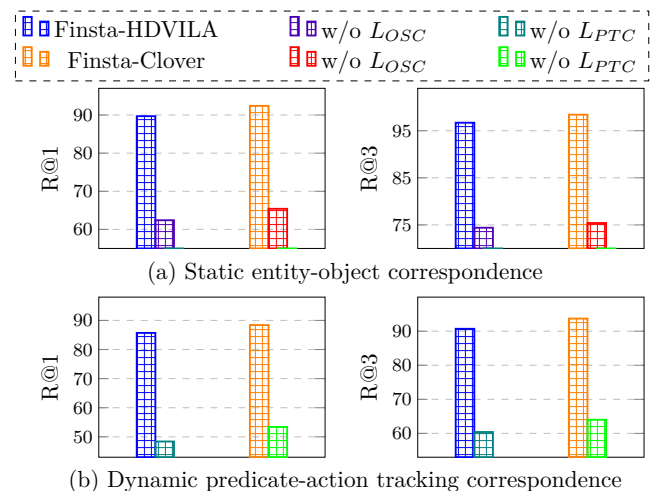 Finsta-HDVILA w/o L_OSC w/o L_PTC
Finsta-Clover w/o L_OSC w/o L_PTC
R@1
90
80
70
60
R@3
95
85
75
(a) Static entity-object correspondence
R@1
90
80
70
60
50
R@3
90
80
70
60
(b) Dynamic predicate-action tracking correspondence